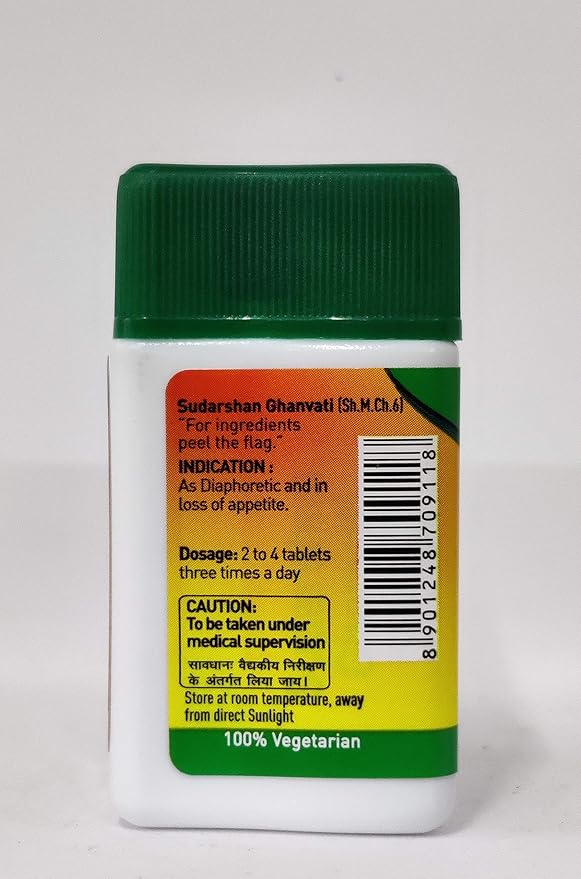 Sudarshan Ghanvati (Sh.M.Ch.6)
"For ingredients
peel the flag."
INDICATION :
As Diaphoretic and in
loss of appetite.
Dosage: 2 to 4 tablets
three times a day
CAUTION:
To be taken under
medical supervision
सावधानः वैद्यकीय निरीक्षण
के अंतर्गत लिया जाय।
Store at room temperature, away
from direct Sunlight
100% Vegetarian
8 901248 709118